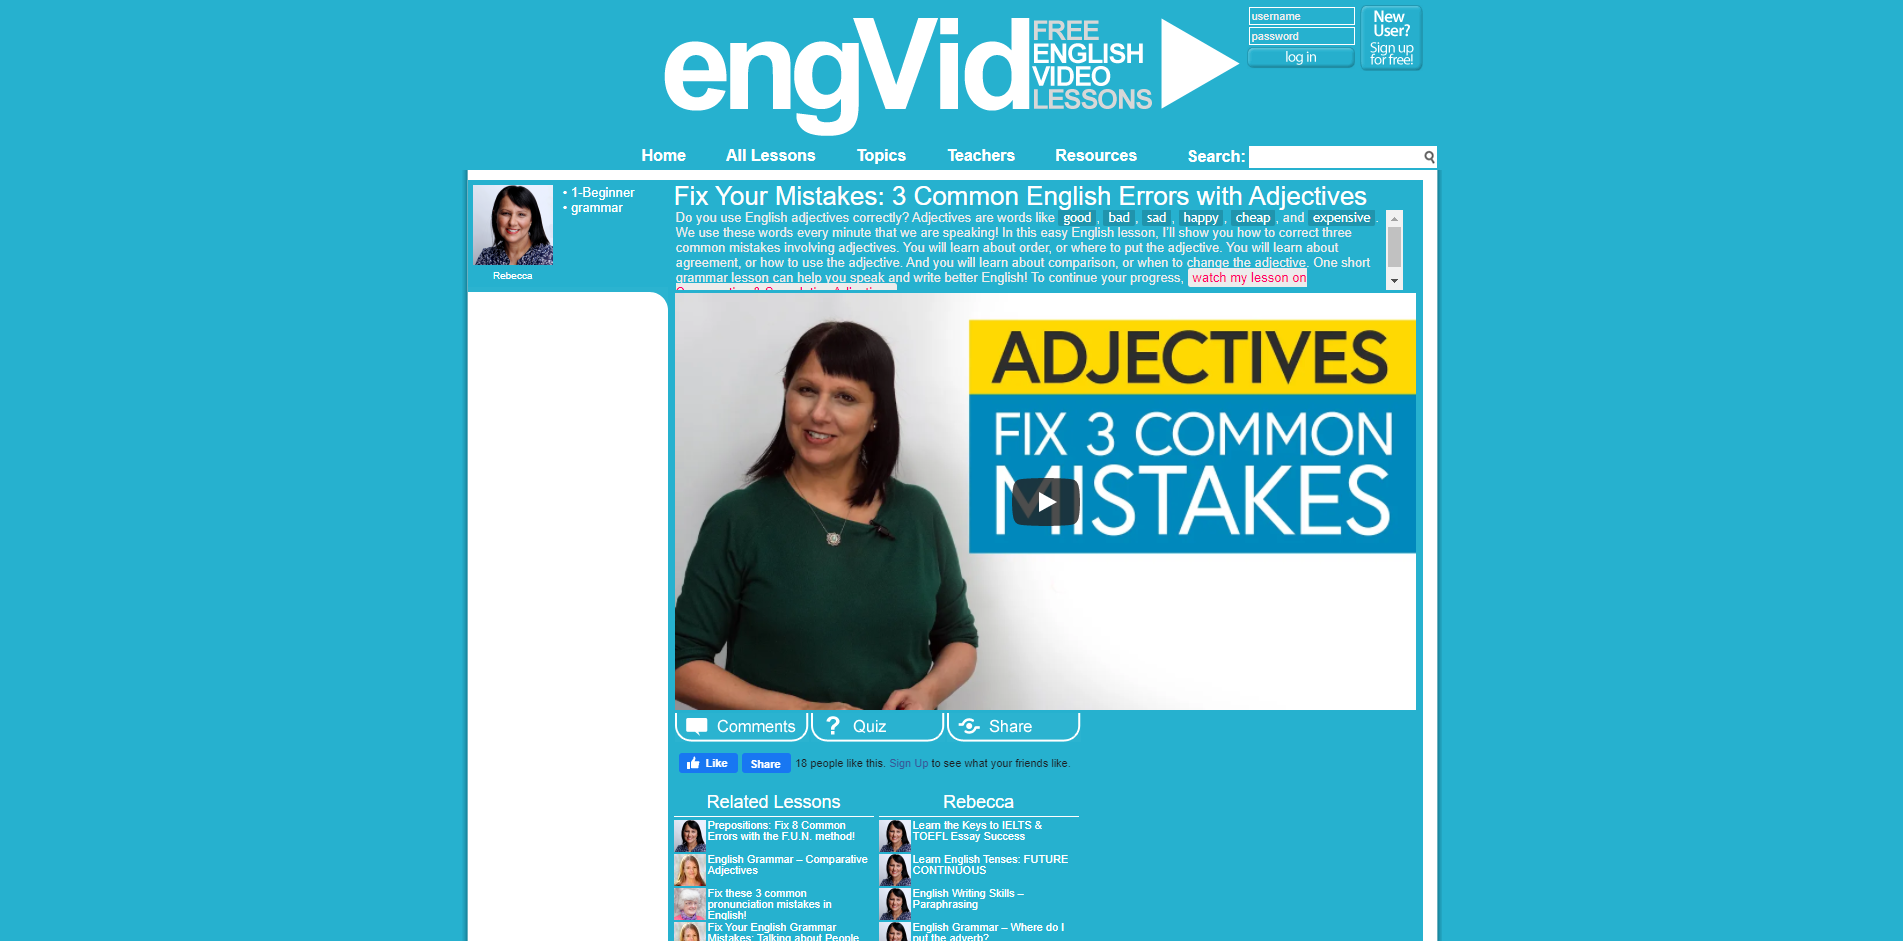 engVid
FREE
ENGLISH
VIDEO
LESSONS
username
password
log in
New
User?
Sign up
for free!
Home
All Lessons
Topics
Teachers
Resources
Search:
Rebecca
• 1-Beginner
• grammar
Fix Your Mistakes: 3 Common English Errors with Adjectives
Do you use English adjectives correctly? Adjectives are words like good, bad, sad, happy, cheap, and expensive.
We use these words every minute that we are speaking! In this easy English lesson, I'll show you how to correct three
common mistakes involving adjectives. You will learn about order, or where to put the adjective. You will learn about
agreement, or how to use the adjective. And you will learn about comparison, or when to change the adjective. One short
grammar lesson can help you speak and write better English! To continue your progress, watch my lesson on
ADJECTIVES
FIX 3 COMMON
MISTAKES
Comments
Quiz
Share
Like
Share
18 people like this. Sign Up to see what your friends like.
Related Lessons
Prepositions: Fix 8 Common
Errors with the F.U.N. method!
English Grammar – Comparative
Adjectives
Fix these 3 common
pronunciation mistakes in
English!
Fix Your English Grammar
Mistakes: Talking about People
Rebecca
Learn the Keys to IELTS &
TOEFL Essay Success
Learn English Tenses: FUTURE
CONTINUOUS
English Writing Skills –
Paraphrasing
English Grammar – Where do I
put the adverb?